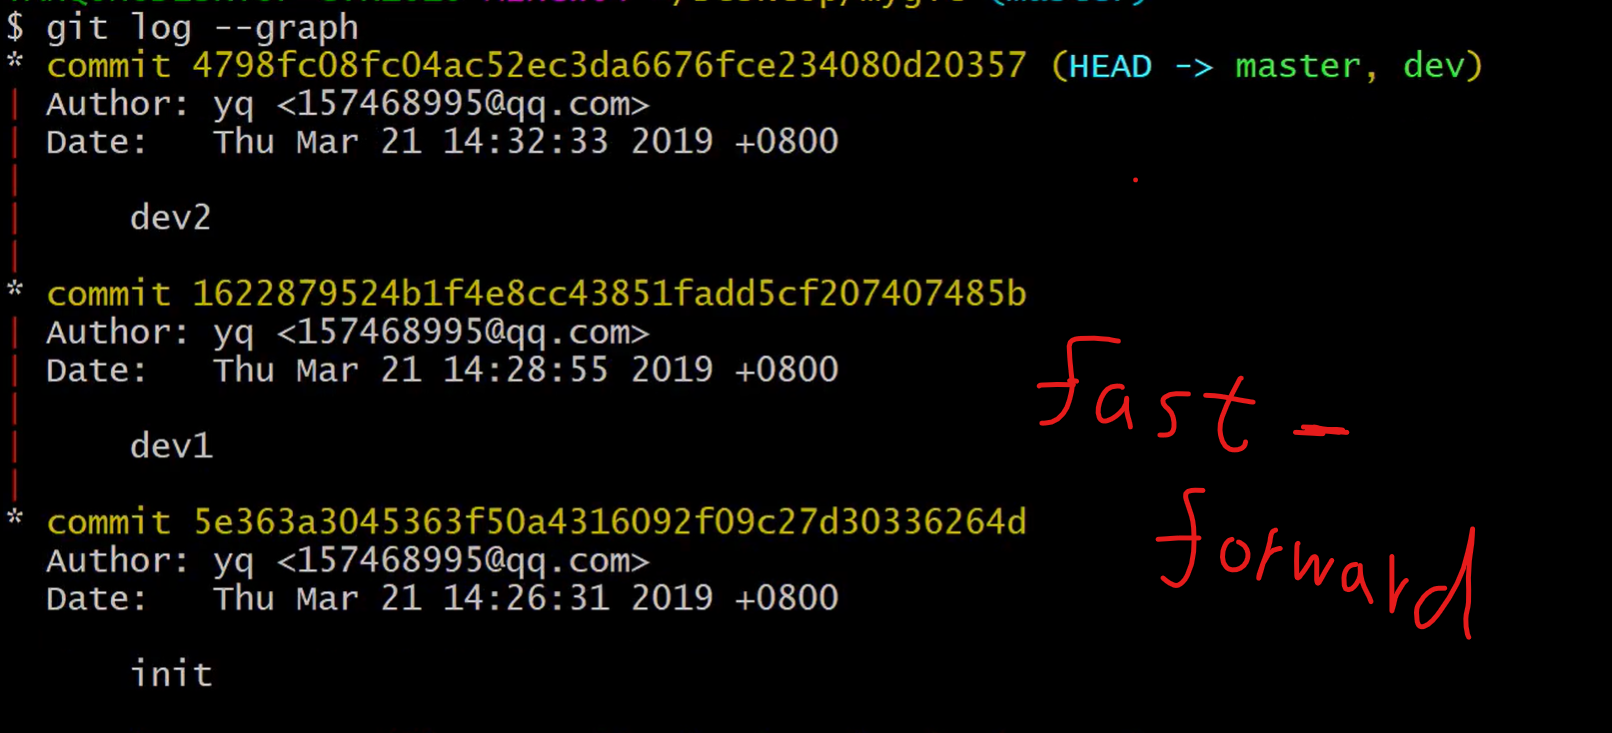 $ git log --graph
* commit 4798fc08fc04ac52ec3da6676fce234080d20357 (HEAD -> master, dev)
| Author: yq <157468995@qq.com>
| Date:   Thu Mar 21 14:32:33 2019 +0800
|
|     dev2
|
* commit 1622879524b1f4e8cc43851fadd5cf207407485b
| Author: yq <157468995@qq.com>
| Date:   Thu Mar 21 14:28:55 2019 +0800
|
|     dev1
|
* commit 5e363a3045363f50a4316092f09c27d30336264d
  Author: yq <157468995@qq.com>
  Date:   Thu Mar 21 14:26:31 2019 +0800
      init
fast-
forward